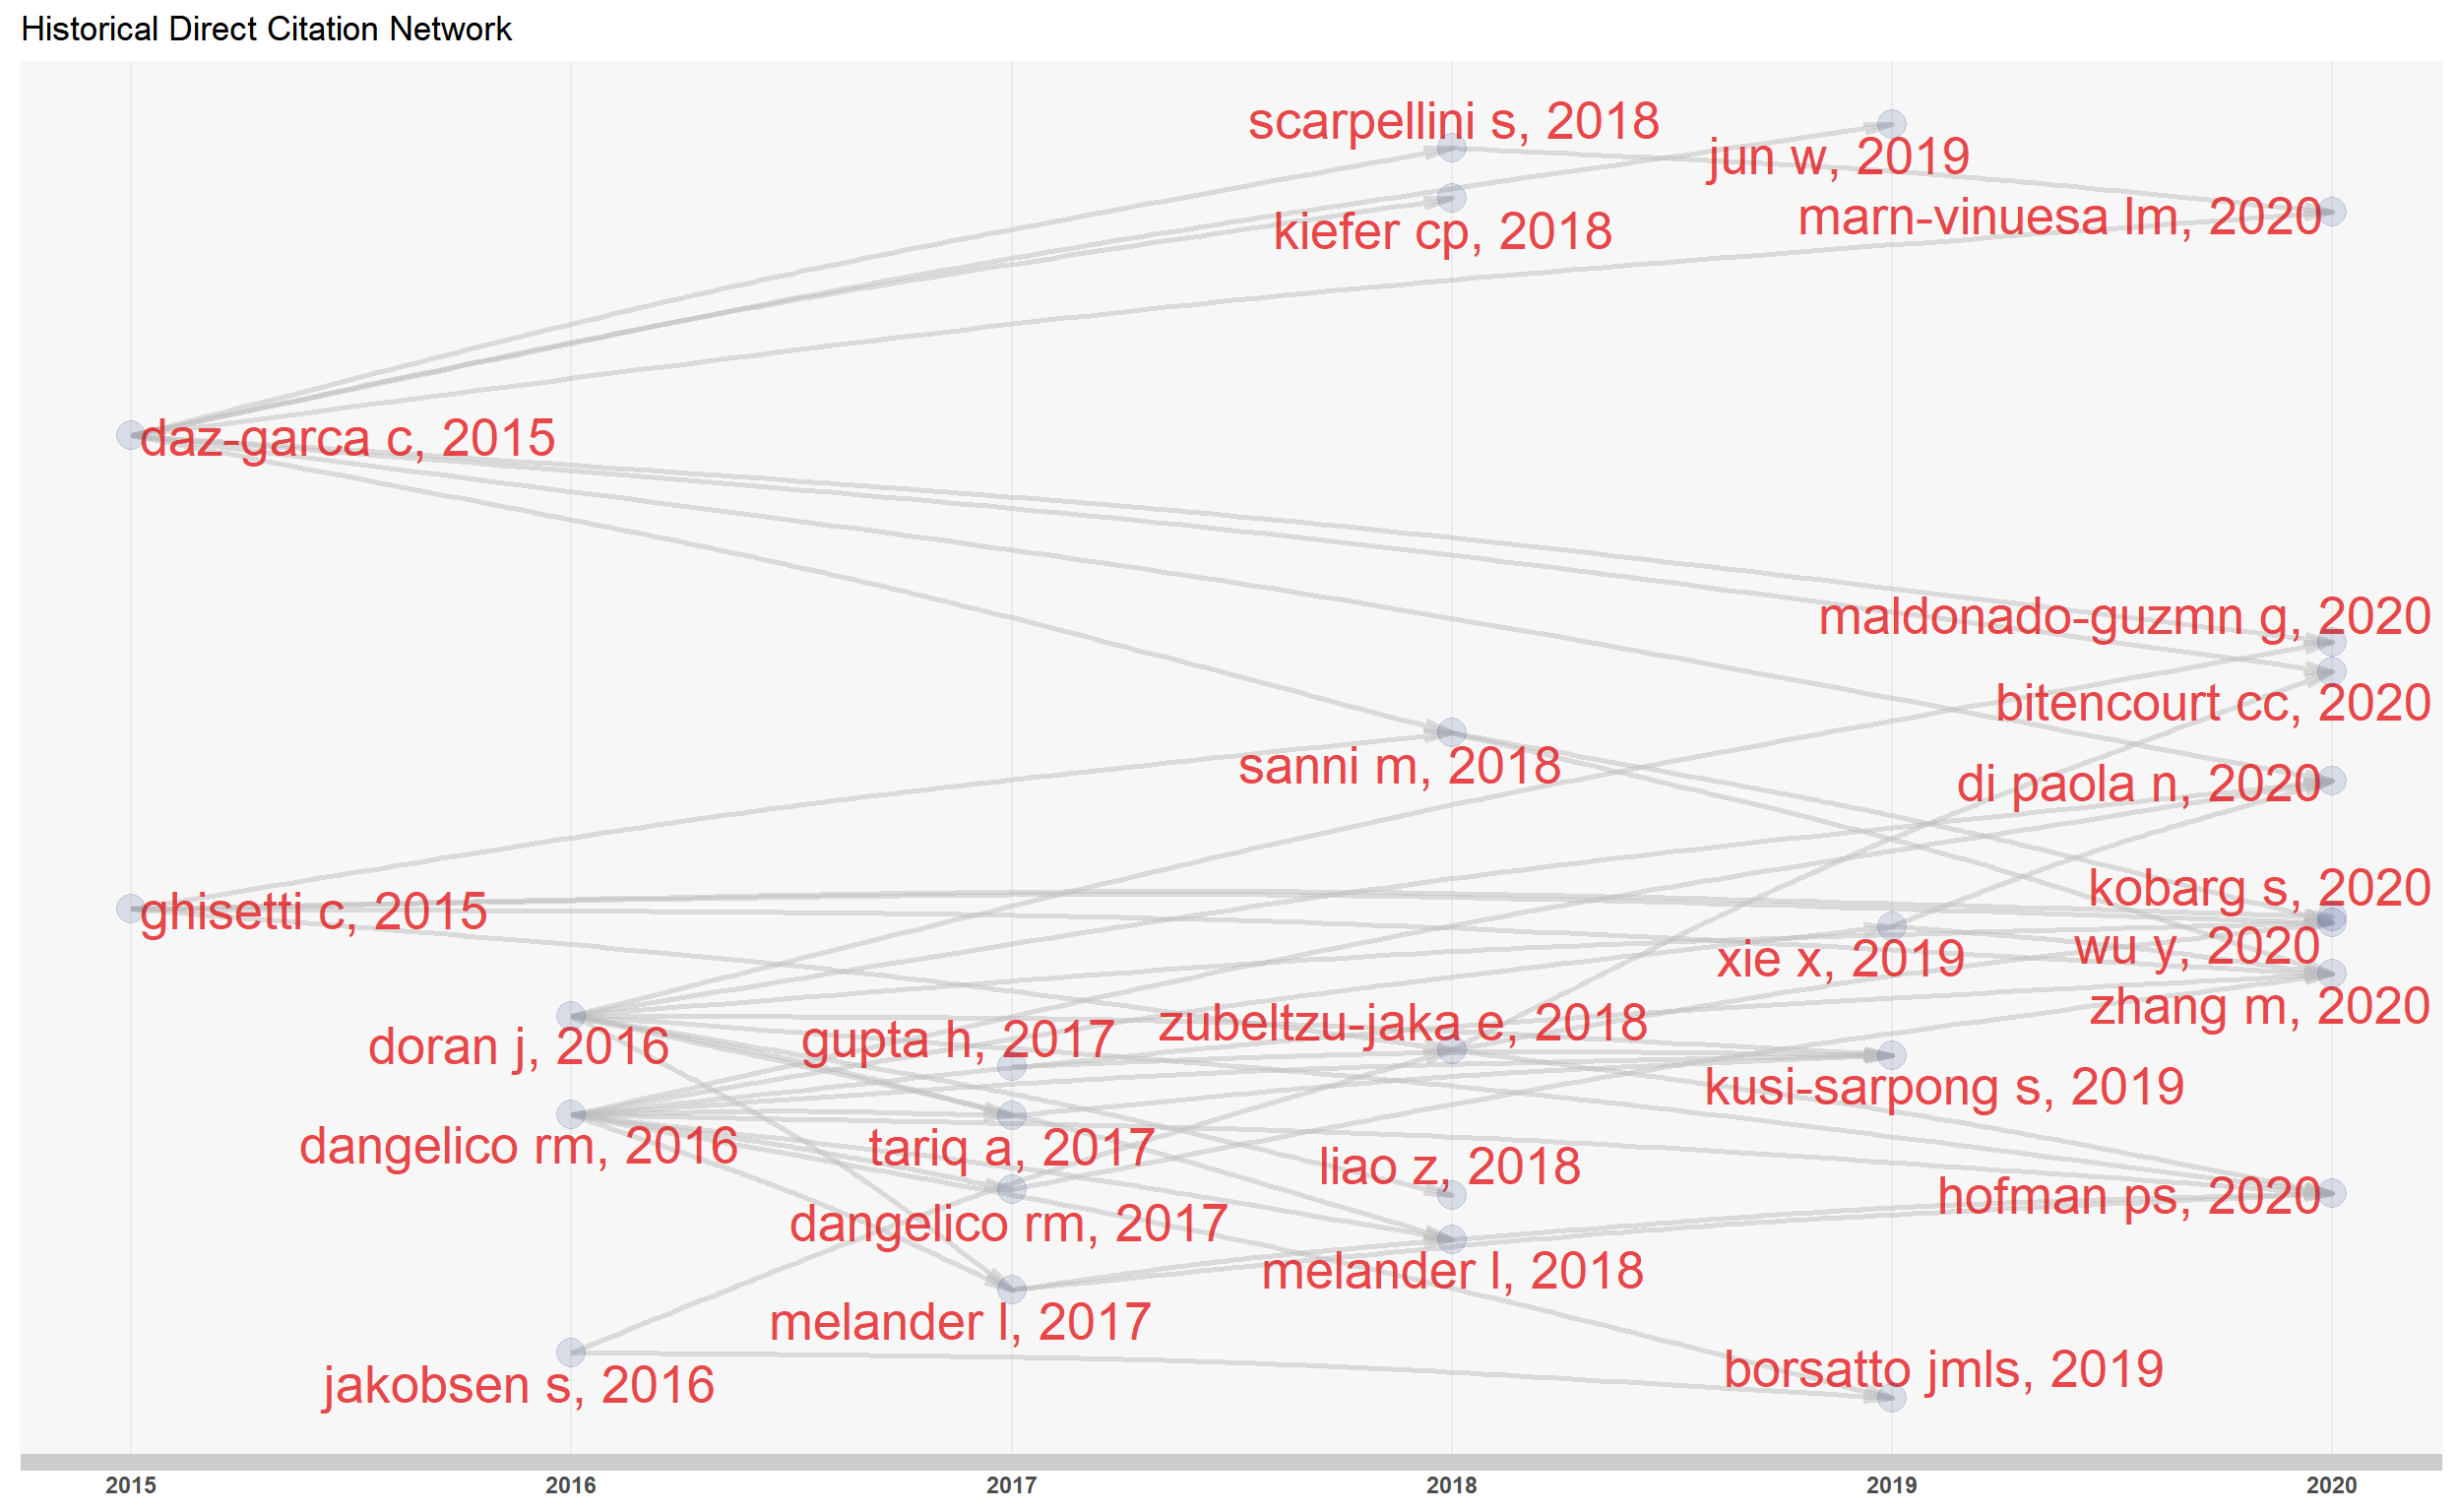 Historical Direct Citation Network
scarpellini s, 2018
jun w, 2019
marn-vinuesa lm, 2020
kiefer cp, 2018
daz-garca c, 2015
maldonado-guzmn g, 2020
bitencourt cc, 2020
sanni m, 2018
di paola n, 2020
kobarg s, 2020
ghisetti c, 2015
wu y, 2020
xie x, 2019
zhang m, 2020
zubeltzu-jaka e, 2018
gupta h, 2017
doran j, 2016
kusi-sarpong s, 2019
dangelico rm, 2016
tariq a, 2017
liao z, 2018
hofman ps, 2020
dangelico rm, 2017
melander l, 2018
melander l, 2017
borsatto jmls, 2019
jakobsen s, 2016
2015 2016 2017 2018 2019 2020